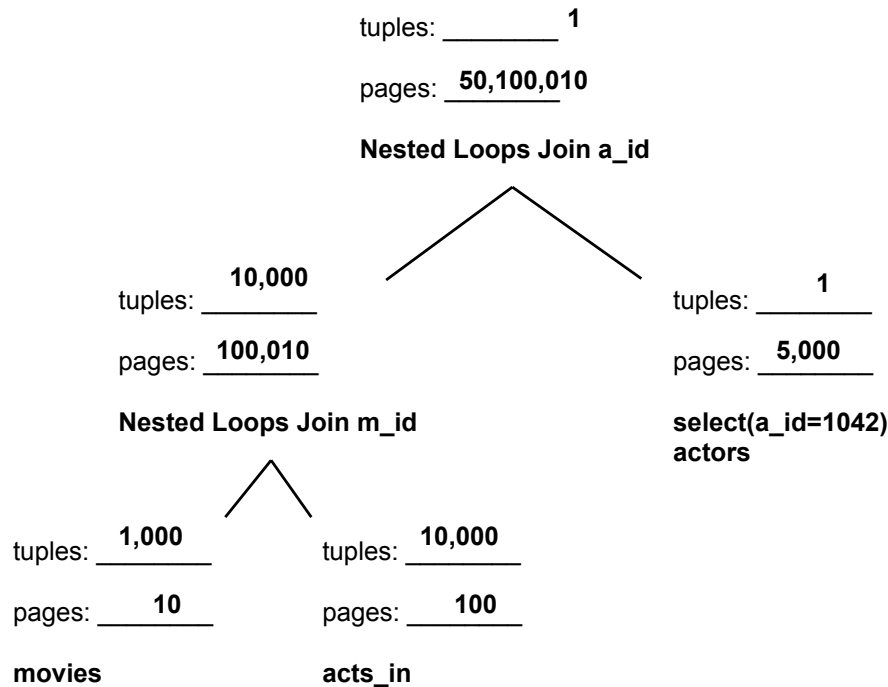 tuples: ________ 1
pages: 50,100,010
Nested Loops Join a_id
tuples: 10,000
pages: 100,010
Nested Loops Join m_id
tuples: 1
pages: 5,000
select(a_id=1042)
actors
tuples: 1,000
pages: 10
movies
tuples: 10,000
pages: 100
acts_in